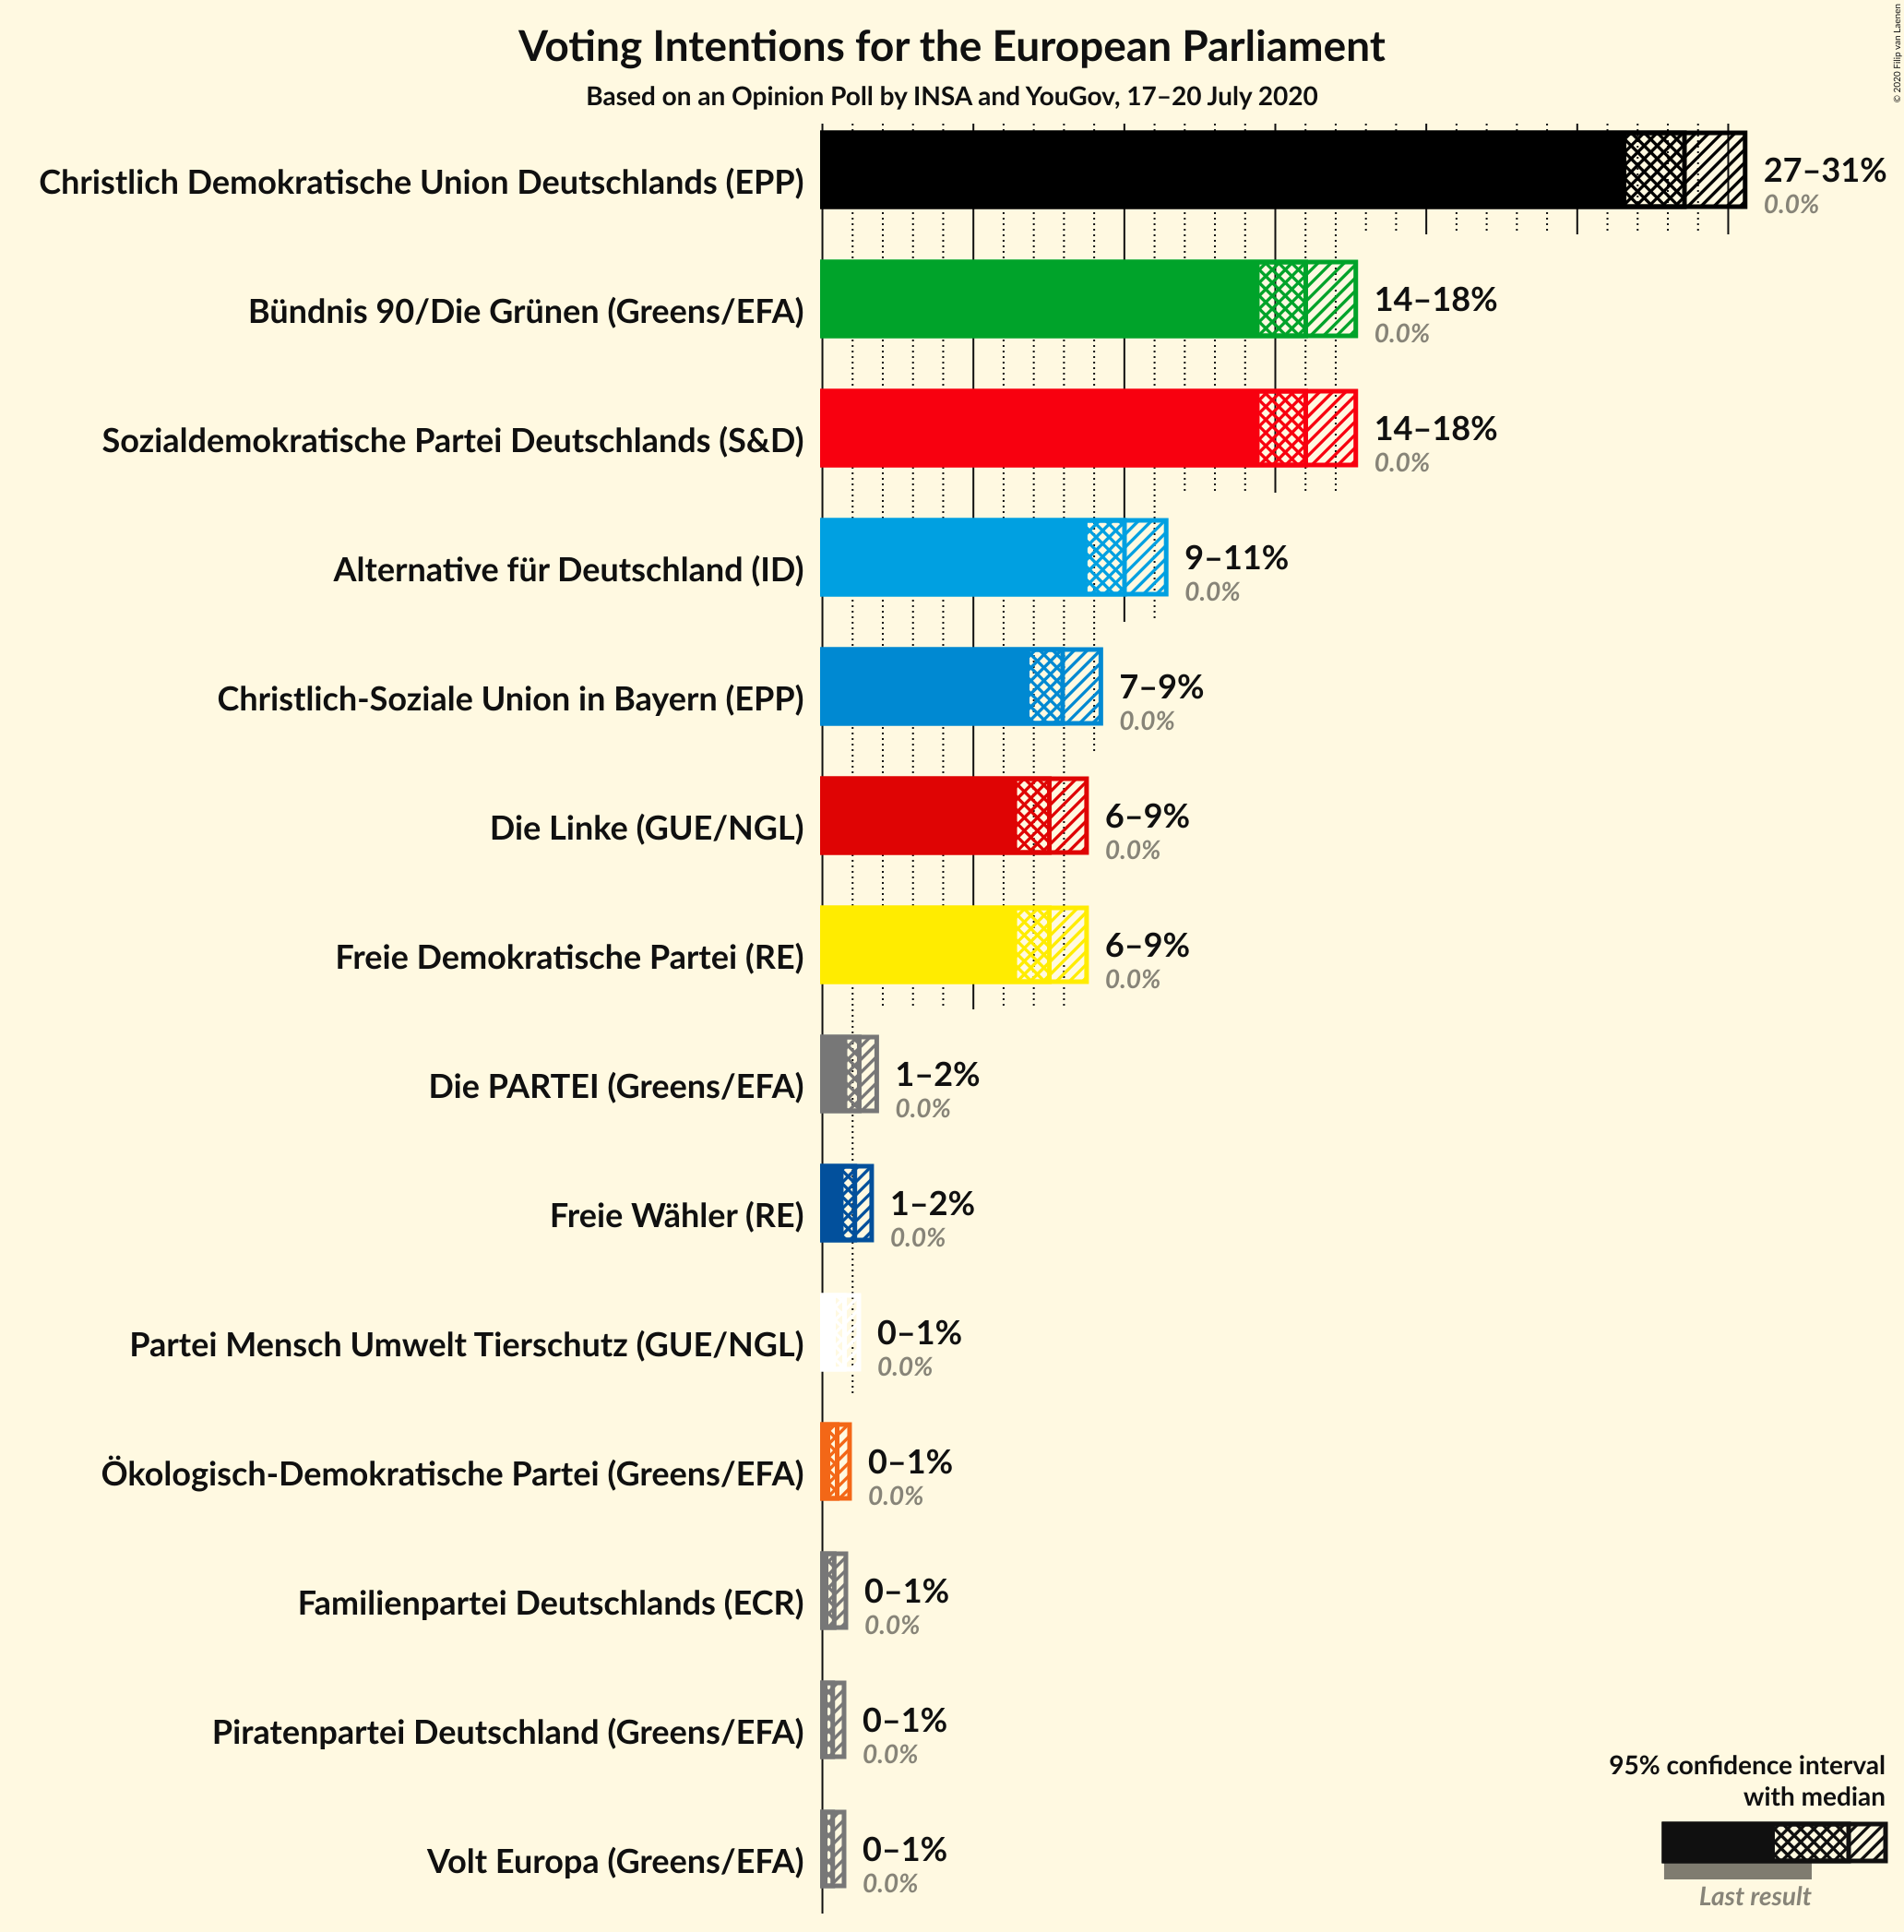 Voting Intentions for the European Parliament
Based on an Opinion Poll by INSA and YouGov, 17–20 July 2020
© 2020 Filip van Laenen
Christlich Demokratische Union Deutschlands (EPP)
27–31%
0.0%
Bündnis 90/Die Grünen (Greens/EFA)
14–18%
0.0%
Sozialdemokratische Partei Deutschlands (S&D)
14–18%
0.0%
Alternative für Deutschland (ID)
9–11%
0.0%
Christlich-Soziale Union in Bayern (EPP)
7–9%
0.0%
Die Linke (GUE/NGL)
6–9%
0.0%
Freie Demokratische Partei (RE)
6–9%
0.0%
Die PARTEI (Greens/EFA)
1–2%
0.0%
Freie Wähler (RE)
1–2%
0.0%
Partei Mensch Umwelt Tierschutz (GUE/NGL)
0–1%
0.0%
Ökologisch-Demokratische Partei (Greens/EFA)
0–1%
0.0%
Familienpartei Deutschlands (ECR)
0–1%
0.0%
Piratenpartei Deutschland (Greens/EFA)
0–1%
0.0%
Volt Europa (Greens/EFA)
0–1%
0.0%
95% confidence interval
with median
Last result